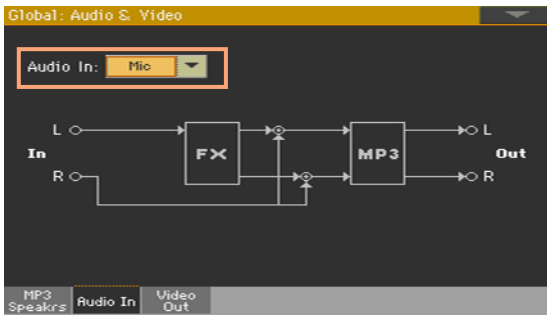 Global: Audio & Video
Audio In: Mic
L L
In FX MP3 Out
R R
MP3 Speakrs Audio In Video Out